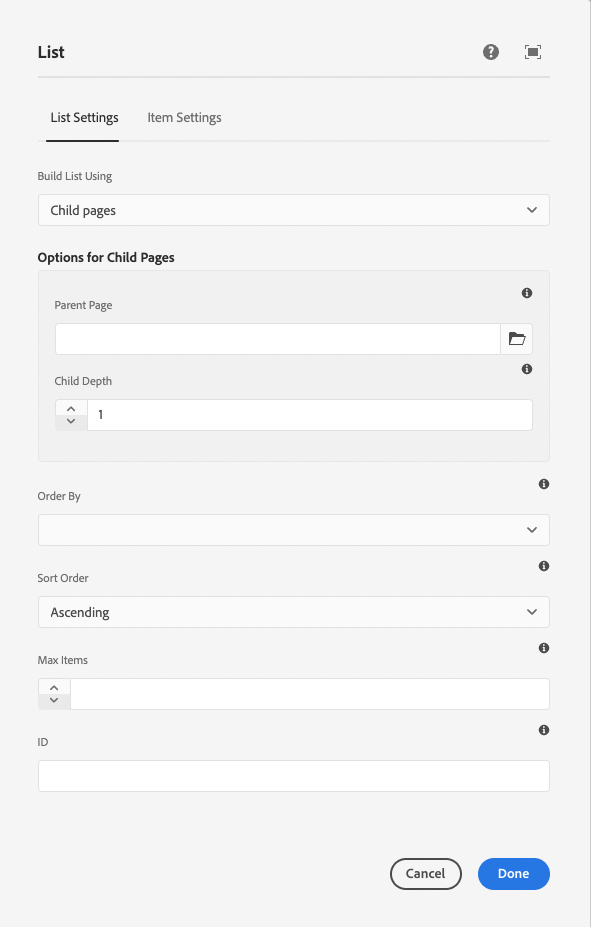 List
List Settings Item Settings
Build List Using
Child pages
Options for Child Pages
Parent Page
Child Depth
1
Order By
Sort Order
Ascending
Max Items
ID
Cancel Done